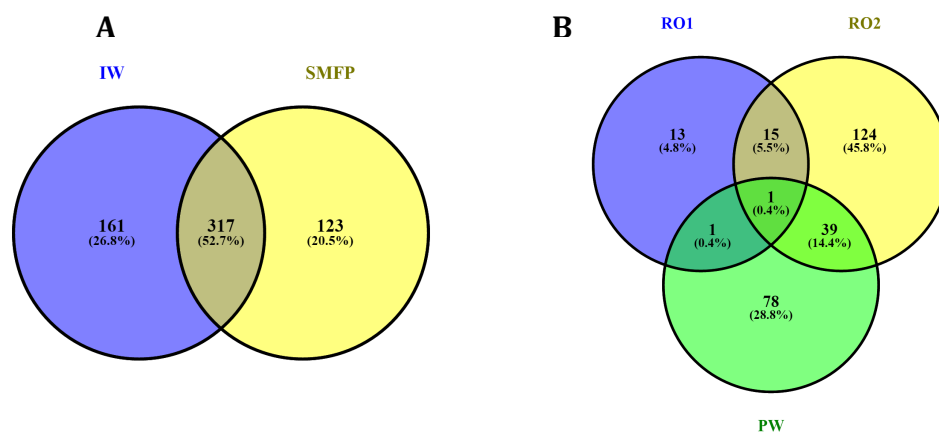 A
IW
SMFP
161
(26.8%)
317
(52.7%)
123
(20.5%)
B
RO1
RO2
13
(4.8%)
15
(5.5%)
124
(45.8%)
1
(0.4%)
1
(0.4%)
39
(14.4%)
78
(28.8%)
PW